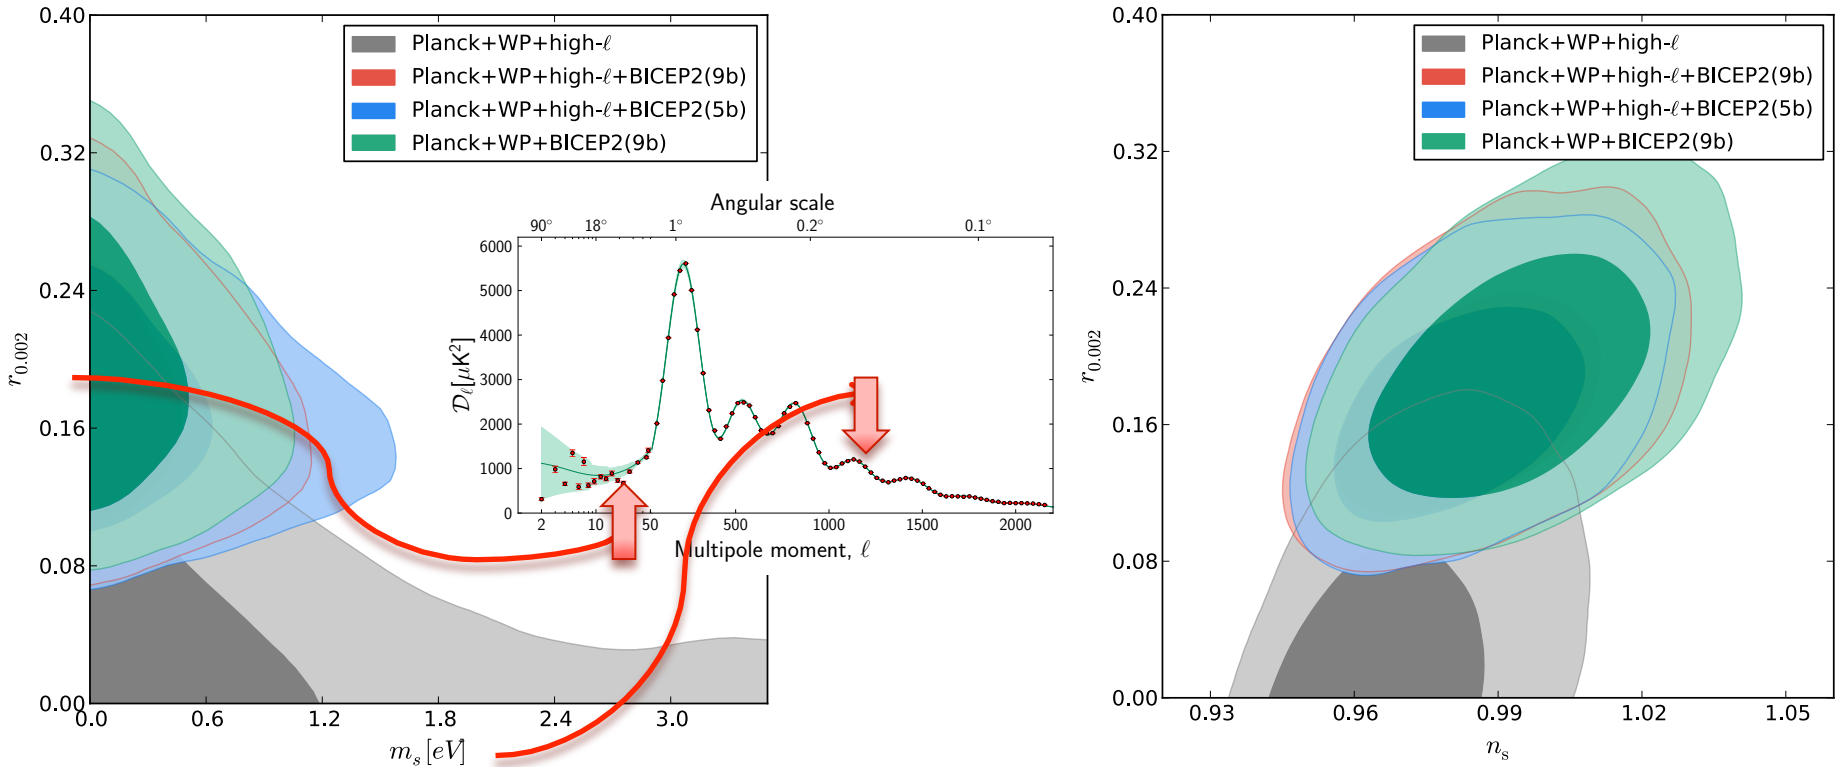 0.40
0.32
0.24
0.16
0.08
0.00
r0.002
0.0 0.6 1.2 1.8 2.4 3.0
ms [eV]
Planck+WP+high-ℓ
Planck+WP+high-ℓ+BICEP2(9b)
Planck+WP+high-ℓ+BICEP2(5b)
Planck+WP+BICEP2(9b)
Angular scale
90° 18° 1° 0.2° 0.1°
6000
5000
4000
3000
2000
1000
0
𝒟ℓ[μK²]
2 10 50 500 1000 1500 2000
Multipole moment, ℓ
0.40
0.32
0.24
0.16
0.08
0.00
r0.002
0.93 0.96 0.99 1.02 1.05
ns
Planck+WP+high-ℓ
Planck+WP+high-ℓ+BICEP2(9b)
Planck+WP+high-ℓ+BICEP2(5b)
Planck+WP+BICEP2(9b)